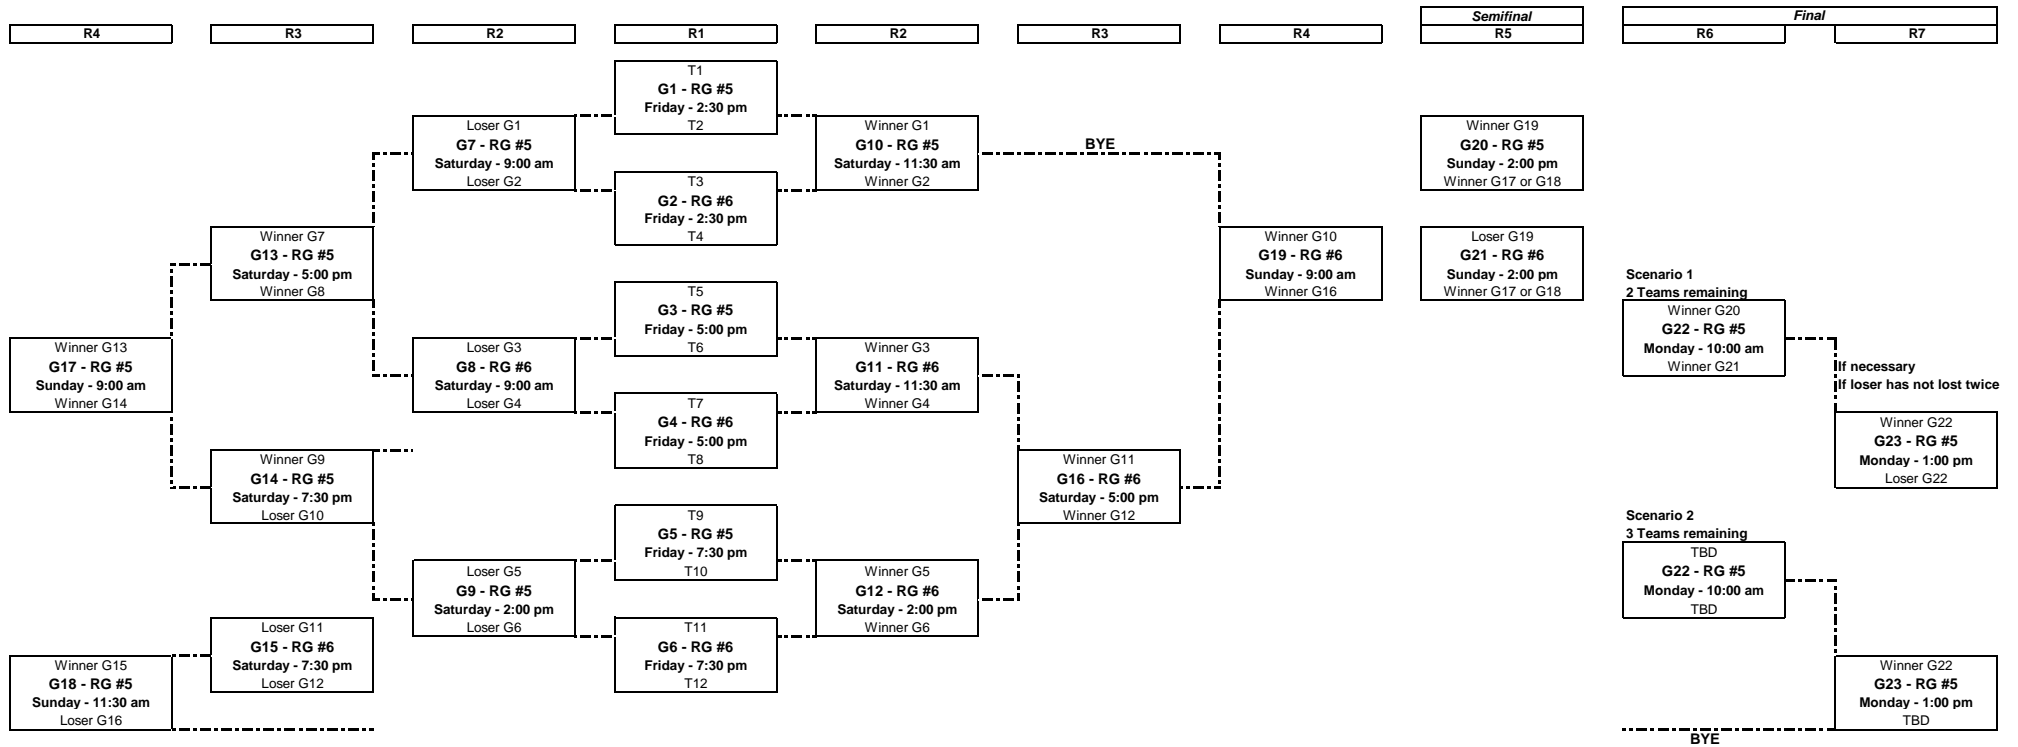 Semifinal
Final
R4
R3
R2
R1
R2
R3
R4
R5
R6
R7
T1
G1 - RG #5
Friday - 2:30 pm
T2
Loser G1
G7 - RG #5
Saturday - 9:00 am
Loser G2
Winner G1
G10 - RG #5
Saturday - 11:30 am
Winner G2
BYE
Winner G19
G20 - RG #5
Sunday - 2:00 pm
Winner G17 or G18
T3
G2 - RG #6
Friday - 2:30 pm
T4
Winner G7
G13 - RG #5
Saturday - 5:00 pm
Winner G8
Winner G10
G19 - RG #6
Sunday - 9:00 am
Winner G16
Loser G19
G21 - RG #6
Sunday - 2:00 pm
Winner G17 or G18
Scenario 1
2 Teams remaining
Winner G20
G22 - RG #5
Monday - 10:00 am
Winner G21
T5
G3 - RG #5
Friday - 5:00 pm
T6
Winner G13
G17 - RG #5
Sunday - 9:00 am
Winner G14
Loser G3
G8 - RG #6
Saturday - 9:00 am
Loser G4
Winner G3
G11 - RG #6
Saturday - 11:30 am
Winner G4
If necessary
If loser has not lost twice
T7
G4 - RG #6
Friday - 5:00 pm
T8
Winner G22
G23 - RG #5
Monday - 1:00 pm
Loser G22
Winner G9
G14 - RG #5
Saturday - 7:30 pm
Loser G10
Winner G11
G16 - RG #6
Saturday - 5:00 pm
Winner G12
T9
G5 - RG #5
Friday - 7:30 pm
T10
Scenario 2
3 Teams remaining
TBD
G22 - RG #5
Monday - 10:00 am
TBD
Loser G5
G9 - RG #5
Saturday - 2:00 pm
Loser G6
Winner G5
G12 - RG #6
Saturday - 2:00 pm
Winner G6
Loser G11
G15 - RG #6
Saturday - 7:30 pm
Loser G12
T11
G6 - RG #6
Friday - 7:30 pm
T12
Winner G15
G18 - RG #5
Sunday - 11:30 am
Loser G16
Winner G22
G23 - RG #5
Monday - 1:00 pm
TBD
BYE